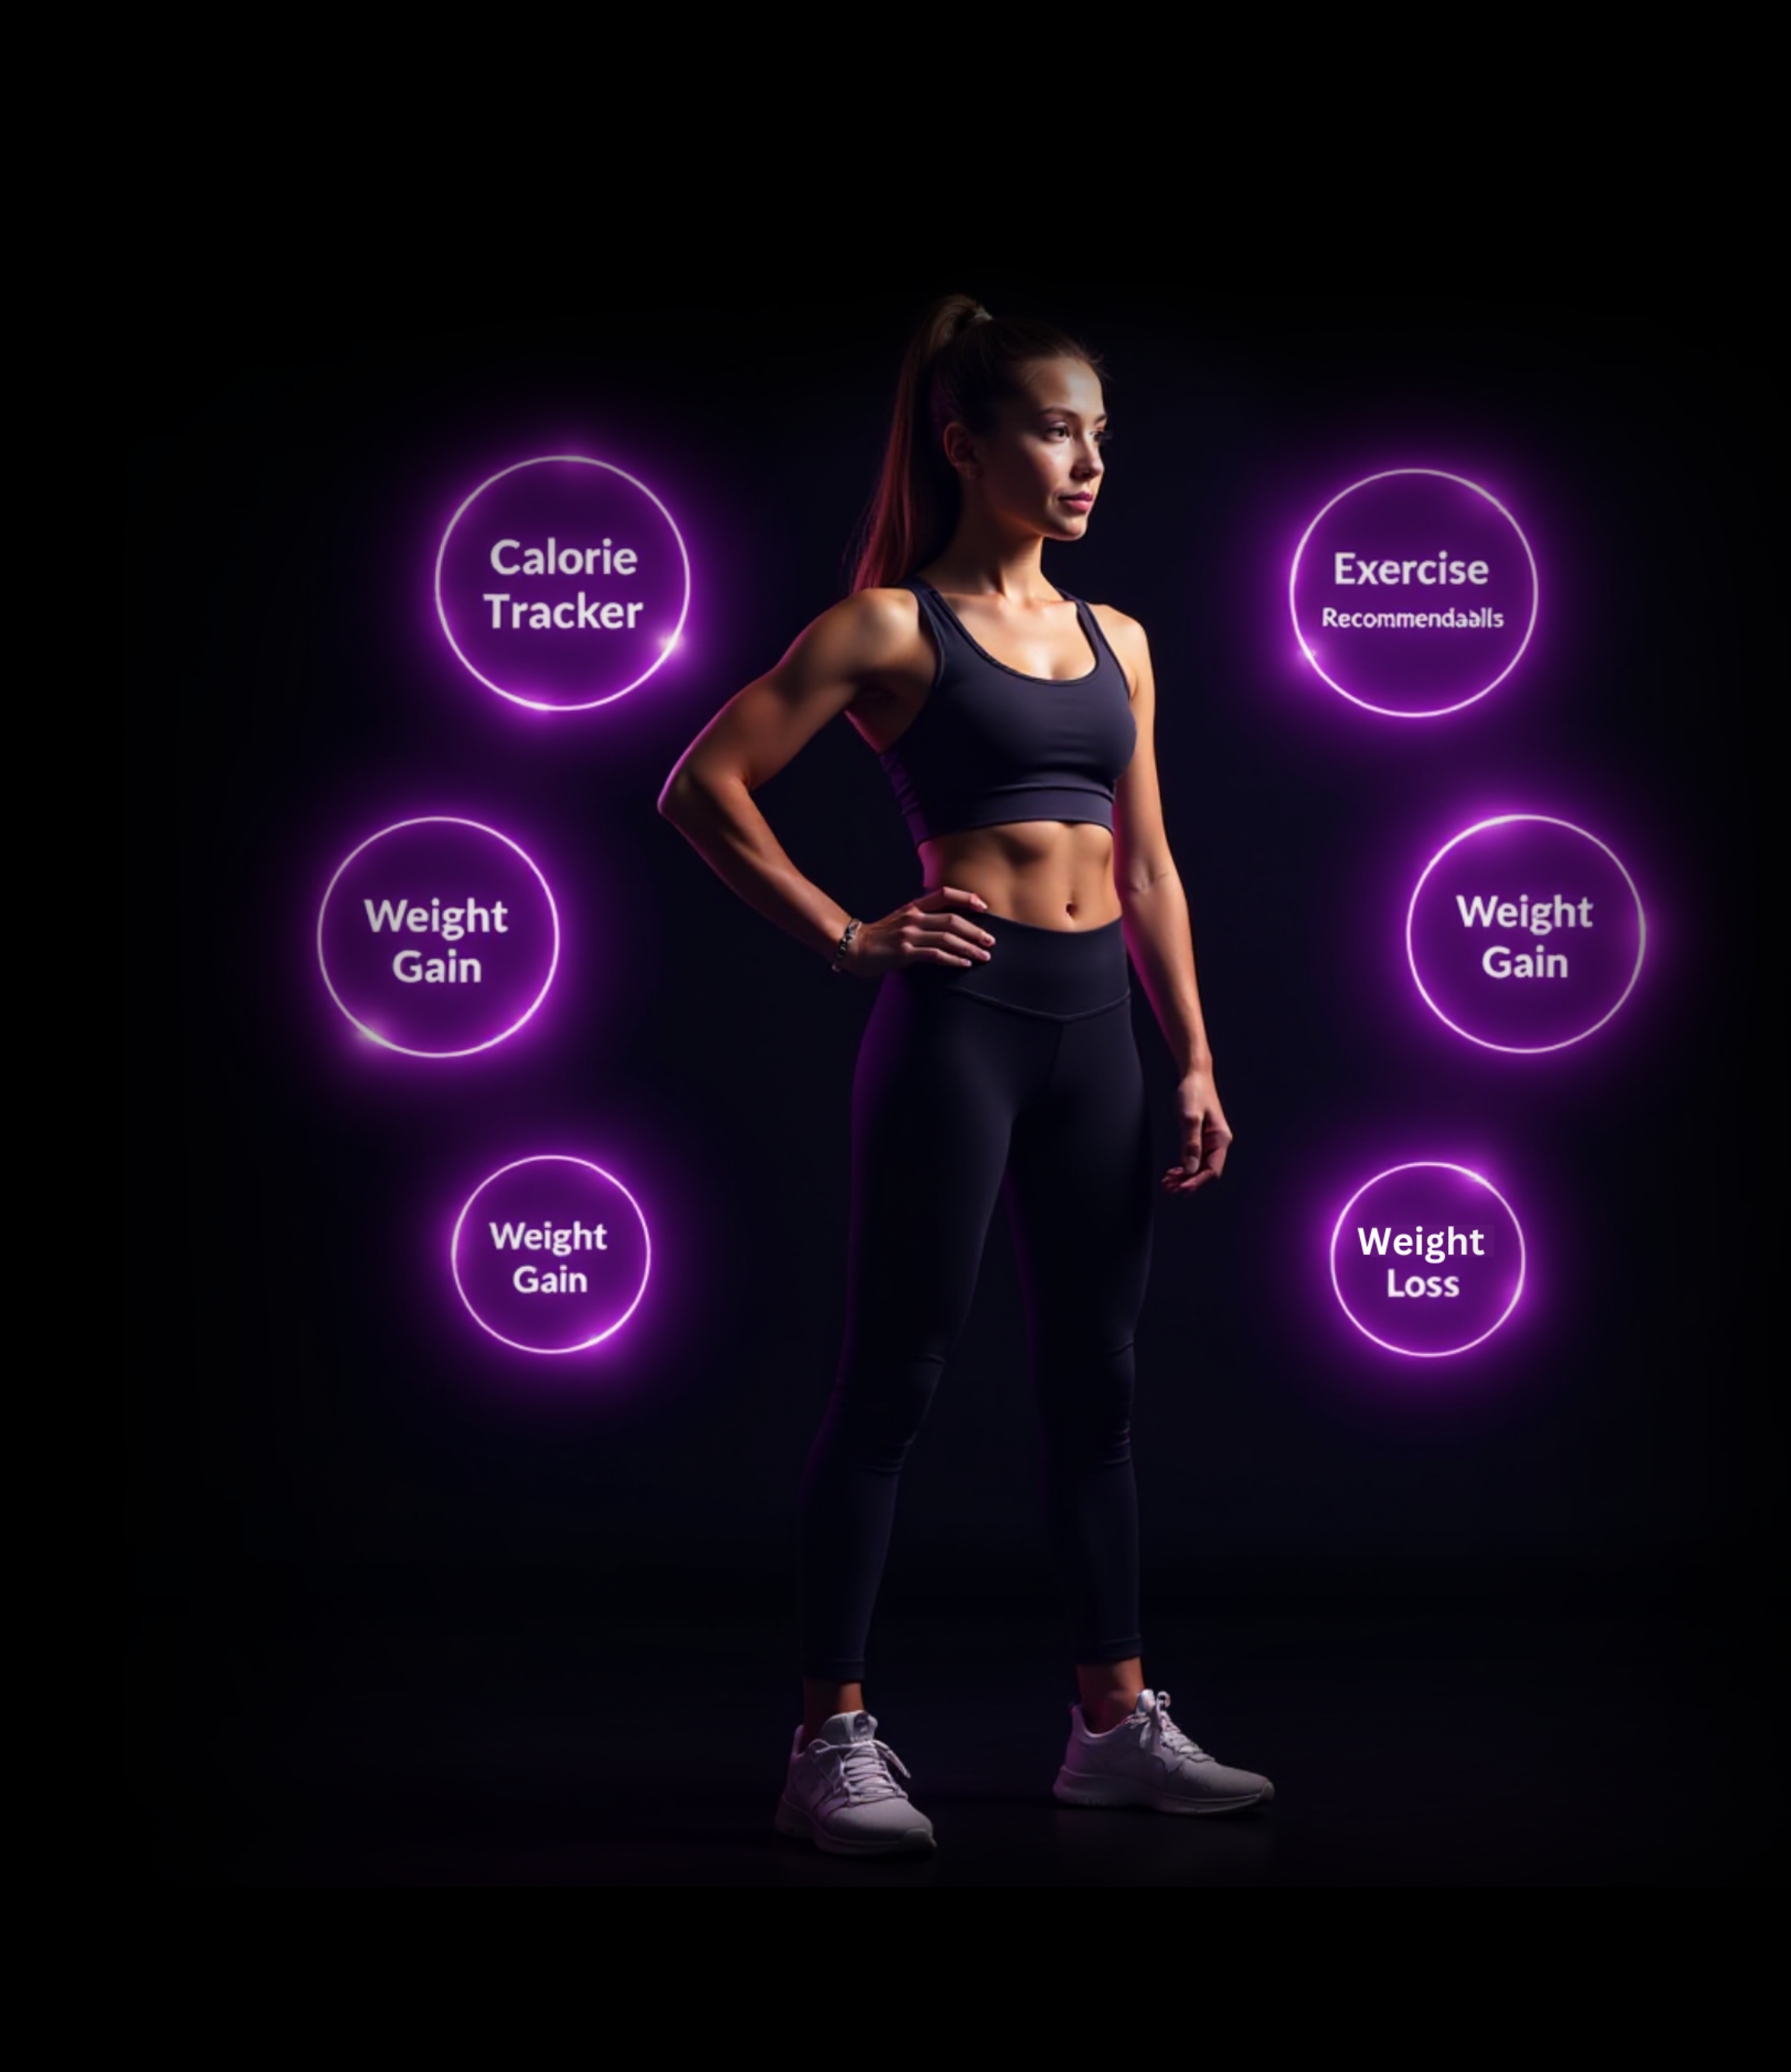 Calorie
Tracker
Exercise
Recommendaalls
Weight
Gain
Weight
Gain
Weight
Gain
Weight
Loss